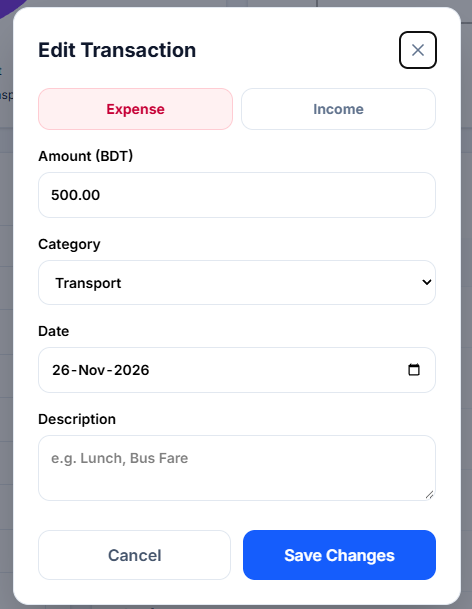 Edit Transaction
Expense
Income
Amount (BDT)
500.00
Category
Transport
Date
26-Nov-2026
Description
e.g. Lunch, Bus Fare
Cancel
Save Changes